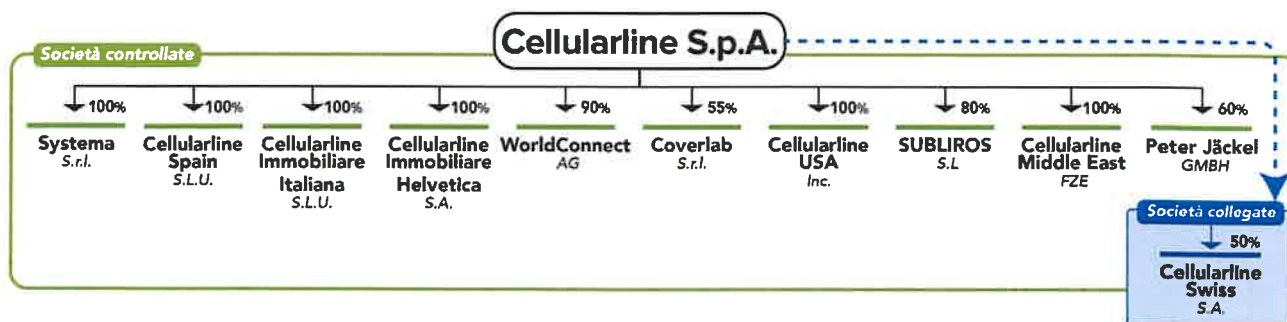 Cellularline S.p.A.
Società controllate
100%
Systema
S.r.l.
100%
Cellularline
Spain
S.L.U.
100%
Cellularline
Immobiliare
Italiana
S.L.U.
100%
Cellularline
Immobiliare
Helvetica
S.A.
90%
WorldConnect
AG
55%
Coverlab
S.r.l.
100%
Cellularline
USA
Inc.
80%
SUBLIROS
S.L
100%
Cellularline
Middle East
FZE
60%
Peter Jäckel
GMBH
Società collegate
50%
Cellularline
Swiss
S.A.